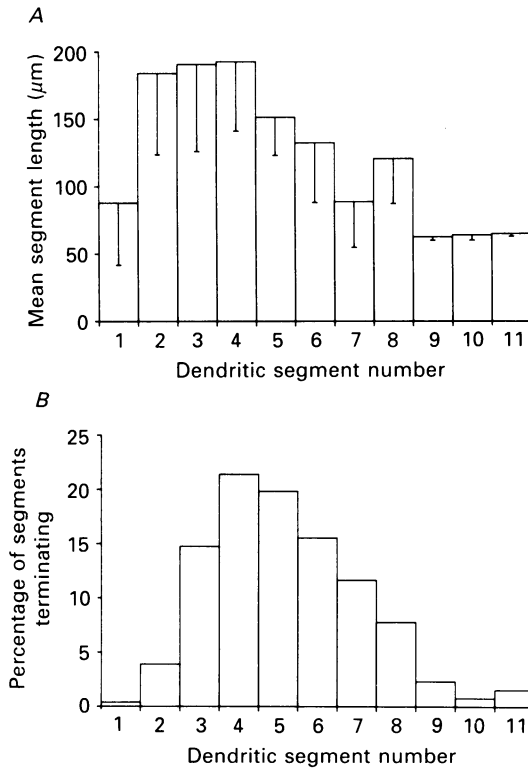 A
Mean segment length (μm)
200
150
100
50
0
1 2 3 4 5 6 7 8 9 10 11
Dendritic segment number
B
Percentage of segments
terminating
25
20
15
10
5
0
1 2 3 4 5 6 7 8 9 10 11
Dendritic segment number